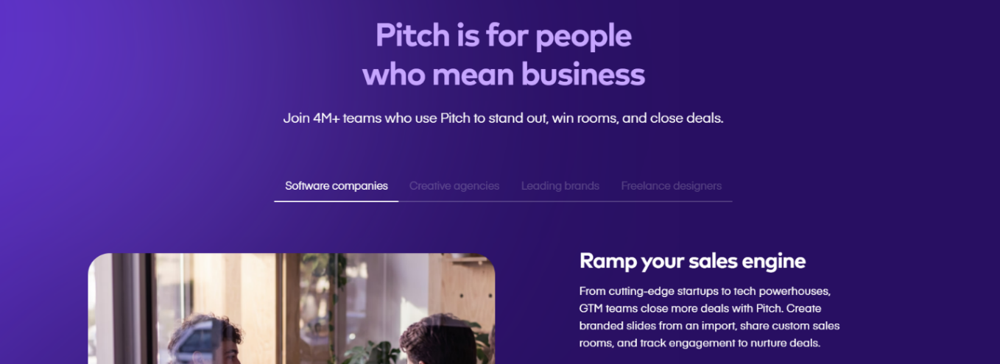 Pitch is for people
who mean business
Join 4M+ teams who use Pitch to stand out, win rooms, and close deals.
Software companies
Creative agencies
Leading brands
Freelance designers
Ramp your sales engine
From cutting-edge startups to tech powerhouses,
GTM teams close more deals with Pitch. Create
branded slides from an import, share custom sales
rooms, and track engagement to nurture deals.